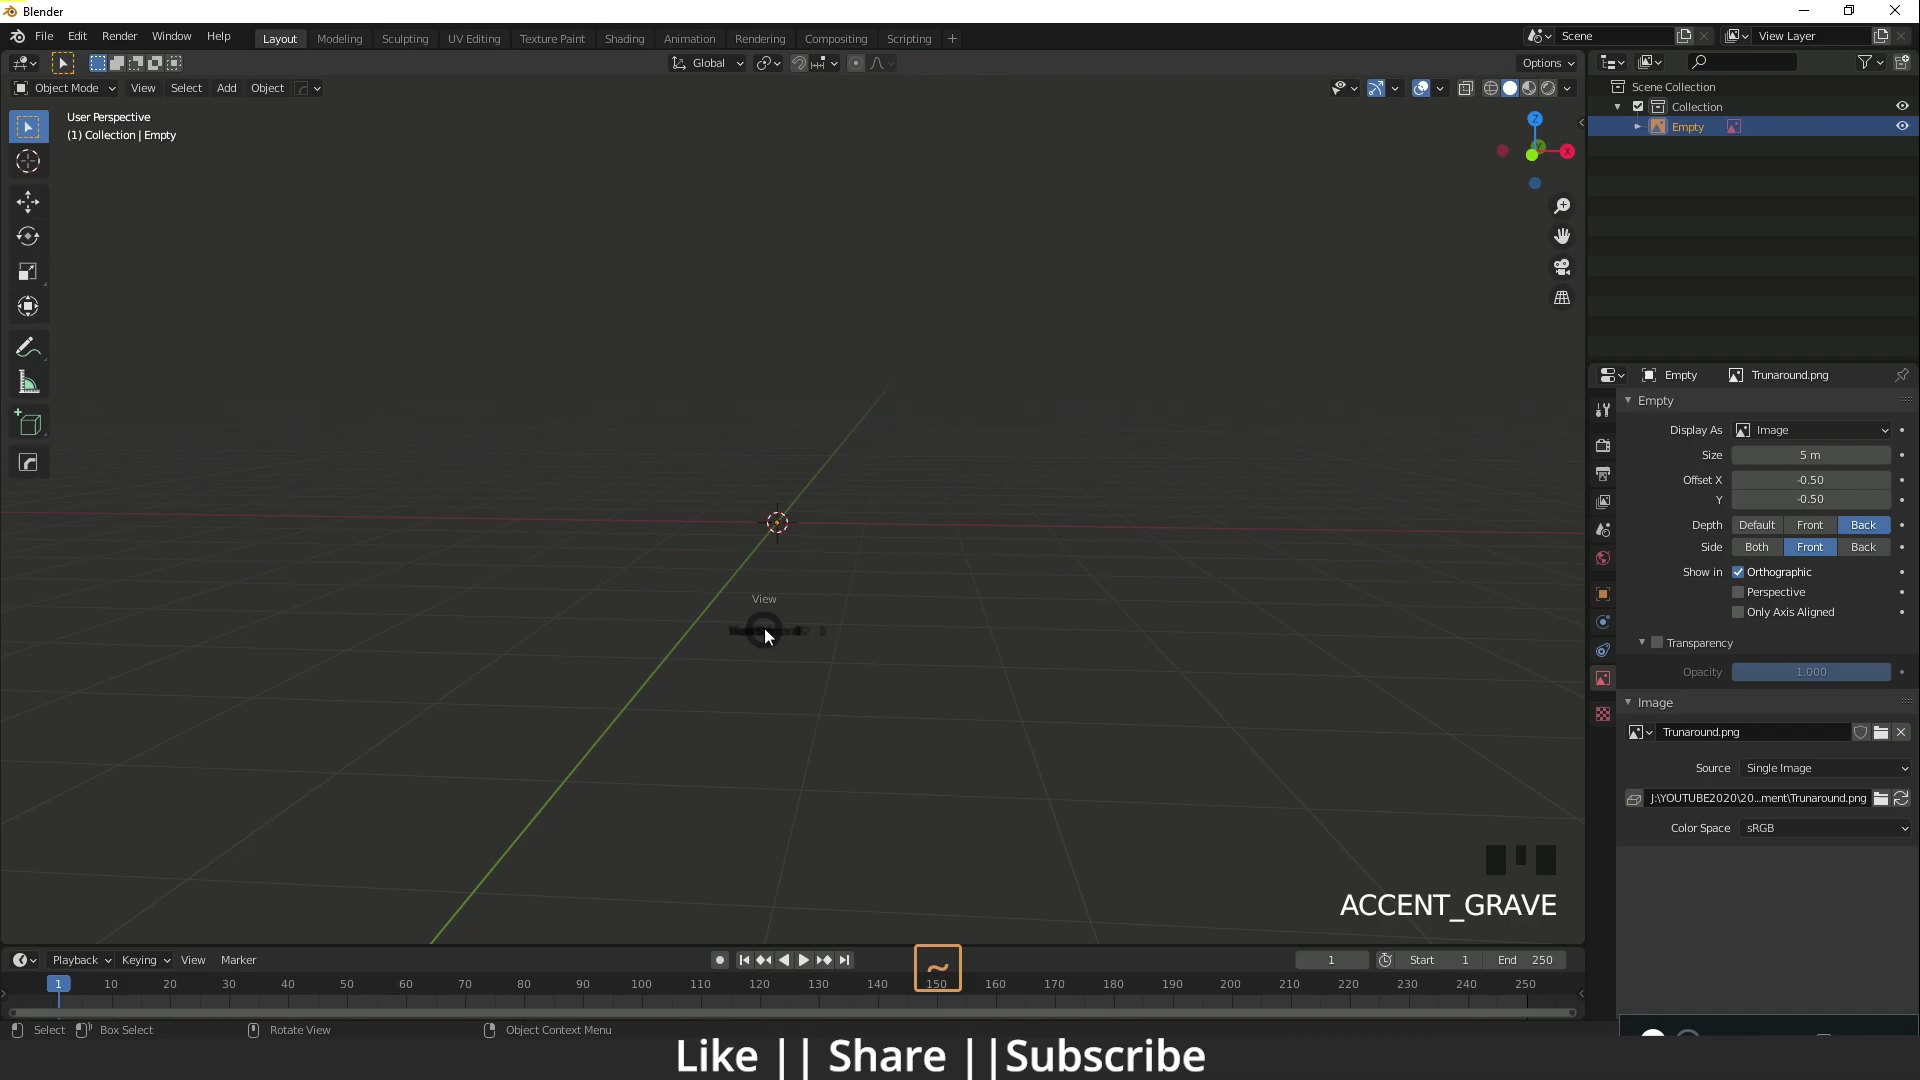 Blender
File Edit Render Window Help
Layout Modeling Sculpting UV Editing Texture Paint Shading Animation Rendering Compositing Scripting +
Scene
View Layer
Global
Options
Object Mode View Select Add Object
User Perspective
(1) Collection | Empty
Z
X
Scene Collection
Collection
Empty
View
Empty Trunaround.png
Empty
Display As Image
Size 5 m
Offset X -0.50
Y -0.50
Depth Default Front Back
Side Both Front Back
Show in Orthographic
Perspective
Only Axis Aligned
Transparency
Opacity 1.000
Image
Trunaround.png
Source Single Image
J:\YOUTUBE2020\20...ment\Trunaround.png
Color Space sRGB
ACCENT_GRAVE
~
Playback Keying View Marker
1 Start 1 End 250
1 10 20 30 40 50 60 70 80 90 100 110 120 130 140 150 160 170 180 190 200 210 220 230 240 250
Select Box Select Rotate View Object Context Menu
Like || Share ||Subscribe